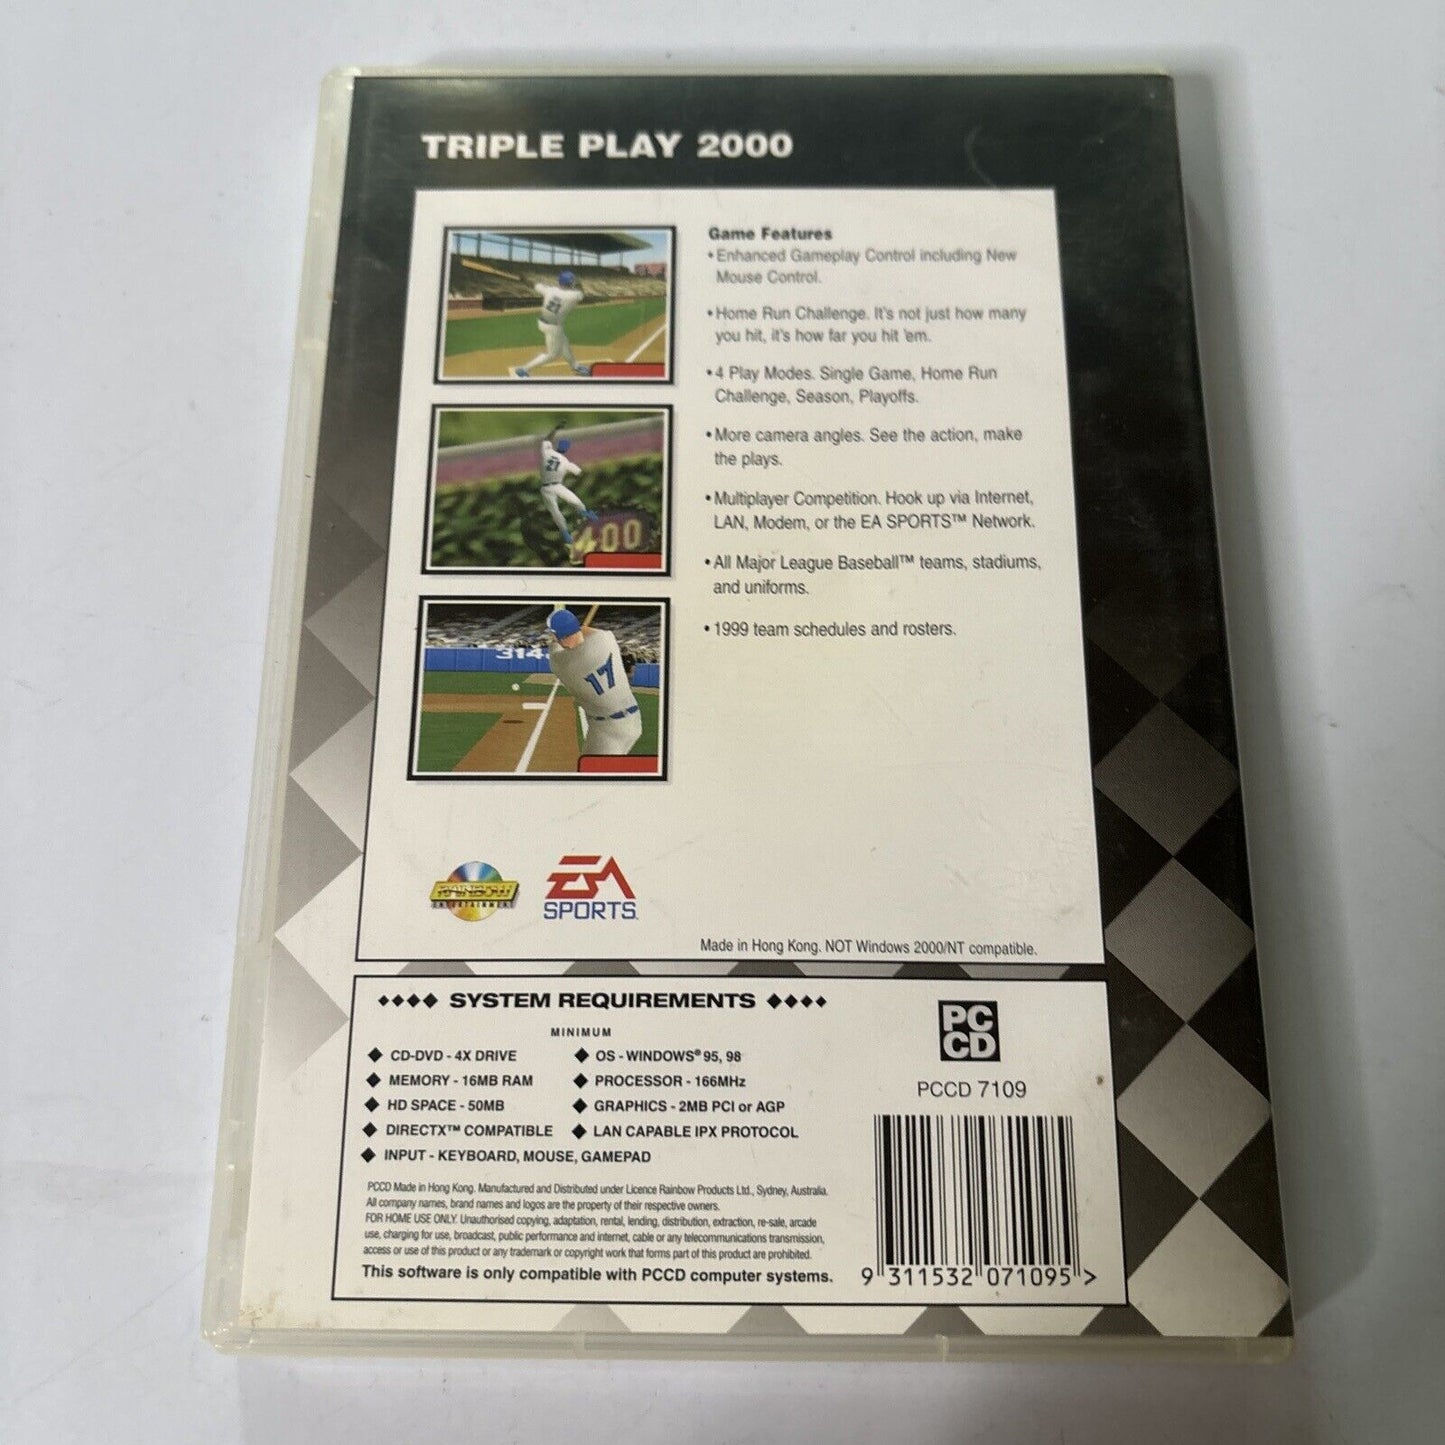 TRIPLE PLAY 2000
Game Features
• Enhanced Gameplay Control including New
Mouse Control.
• Home Run Challenge. It's not just how many
you hit, it's how far you hit 'em.
• 4 Play Modes. Single Game, Home Run
Challenge, Season, Playoffs.
• More camera angles. See the action, make
the plays.
• Multiplayer Competition. Hook up via Internet,
LAN, Modem, or the EA SPORTS™ Network.
• All Major League Baseball™ teams, stadiums,
and uniforms.
• 1999 team schedules and rosters.
21
21
400
314
17
RAINBOW
ENTERTAINMENT
EA
SPORTS
Made in Hong Kong. NOT Windows 2000/NT compatible.
◆◆◆◆ SYSTEM REQUIREMENTS ◆◆◆◆
MINIMUM
◆ CD-DVD - 4X DRIVE
◆ MEMORY - 16MB RAM
◆ HD SPACE - 50MB
◆ DIRECTX™ COMPATIBLE
◆ INPUT - KEYBOARD, MOUSE, GAMEPAD
◆ OS - WINDOWS® 95, 98
◆ PROCESSOR - 166MHz
◆ GRAPHICS - 2MB PCI or AGP
◆ LAN CAPABLE IPX PROTOCOL
PCCD Made in Hong Kong. Manufactured and Distributed under Licence Rainbow Products Ltd., Sydney, Australia.
All company names, brand names and logos are the property of their respective owners.
FOR HOME USE ONLY. Unauthorised copying, adaptation, rental, lending, distribution, extraction, re-sale, arcade
use, charging for use, broadcast, public performance and internet, cable or any telecommunications transmission,
access or use of this product or any trademark or copyright work that forms part of this product are prohibited.
This software is only compatible with PCCD computer systems.
PC
CD
PCCD 7109
9 311532 071095 >